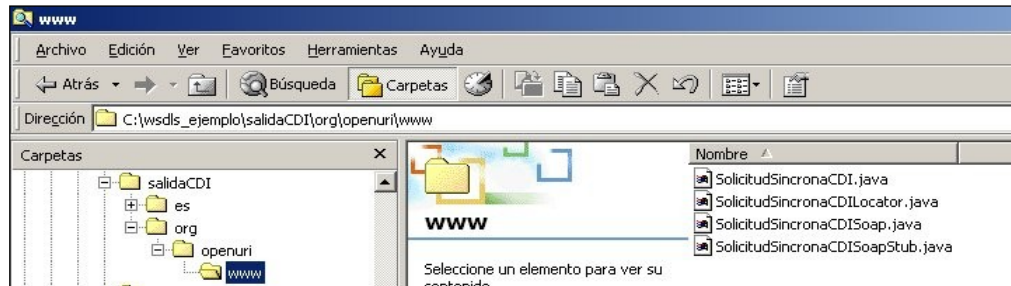 www
Archivo Edición Ver Favoritos Herramientas Ayuda
Atrás Búsqueda Carpetas
Dirección C:\wsdls_ejemplo\salidaCDI\org\openuri\www
Carpetas
salidaCDI
es
org
openuri
www
www
Seleccione un elemento para ver su
contenido
Nombre
SolicitudSincronaCDI.java
SolicitudSincronaCDILocator.java
SolicitudSincronaCDISoap.java
SolicitudSincronaCDISoapStub.java